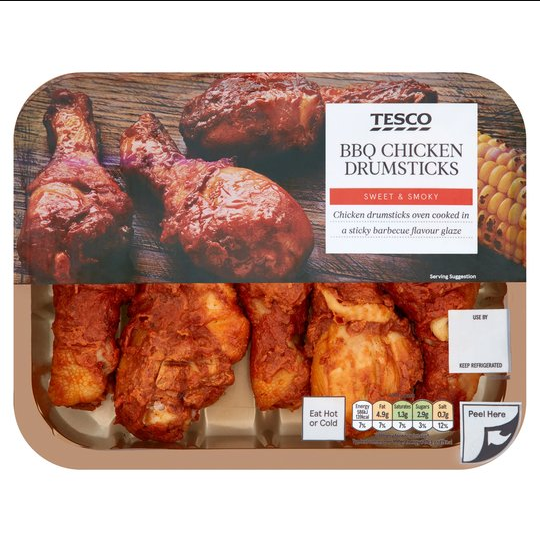 TESCO
BBQ CHICKEN
DRUMSTICKS
SWEET & SMOKY
Chicken drumsticks oven cooked in
a sticky barbecue flavour glaze
Serving Suggestion
USE BY
KEEP REFRIGERATED
Eat Hot
or Cold
Energy Fat Saturates Sugars Salt
4.9g 1.3g 2.9g 0.7g
7% 7% 7% 3% 12%
Peel Here